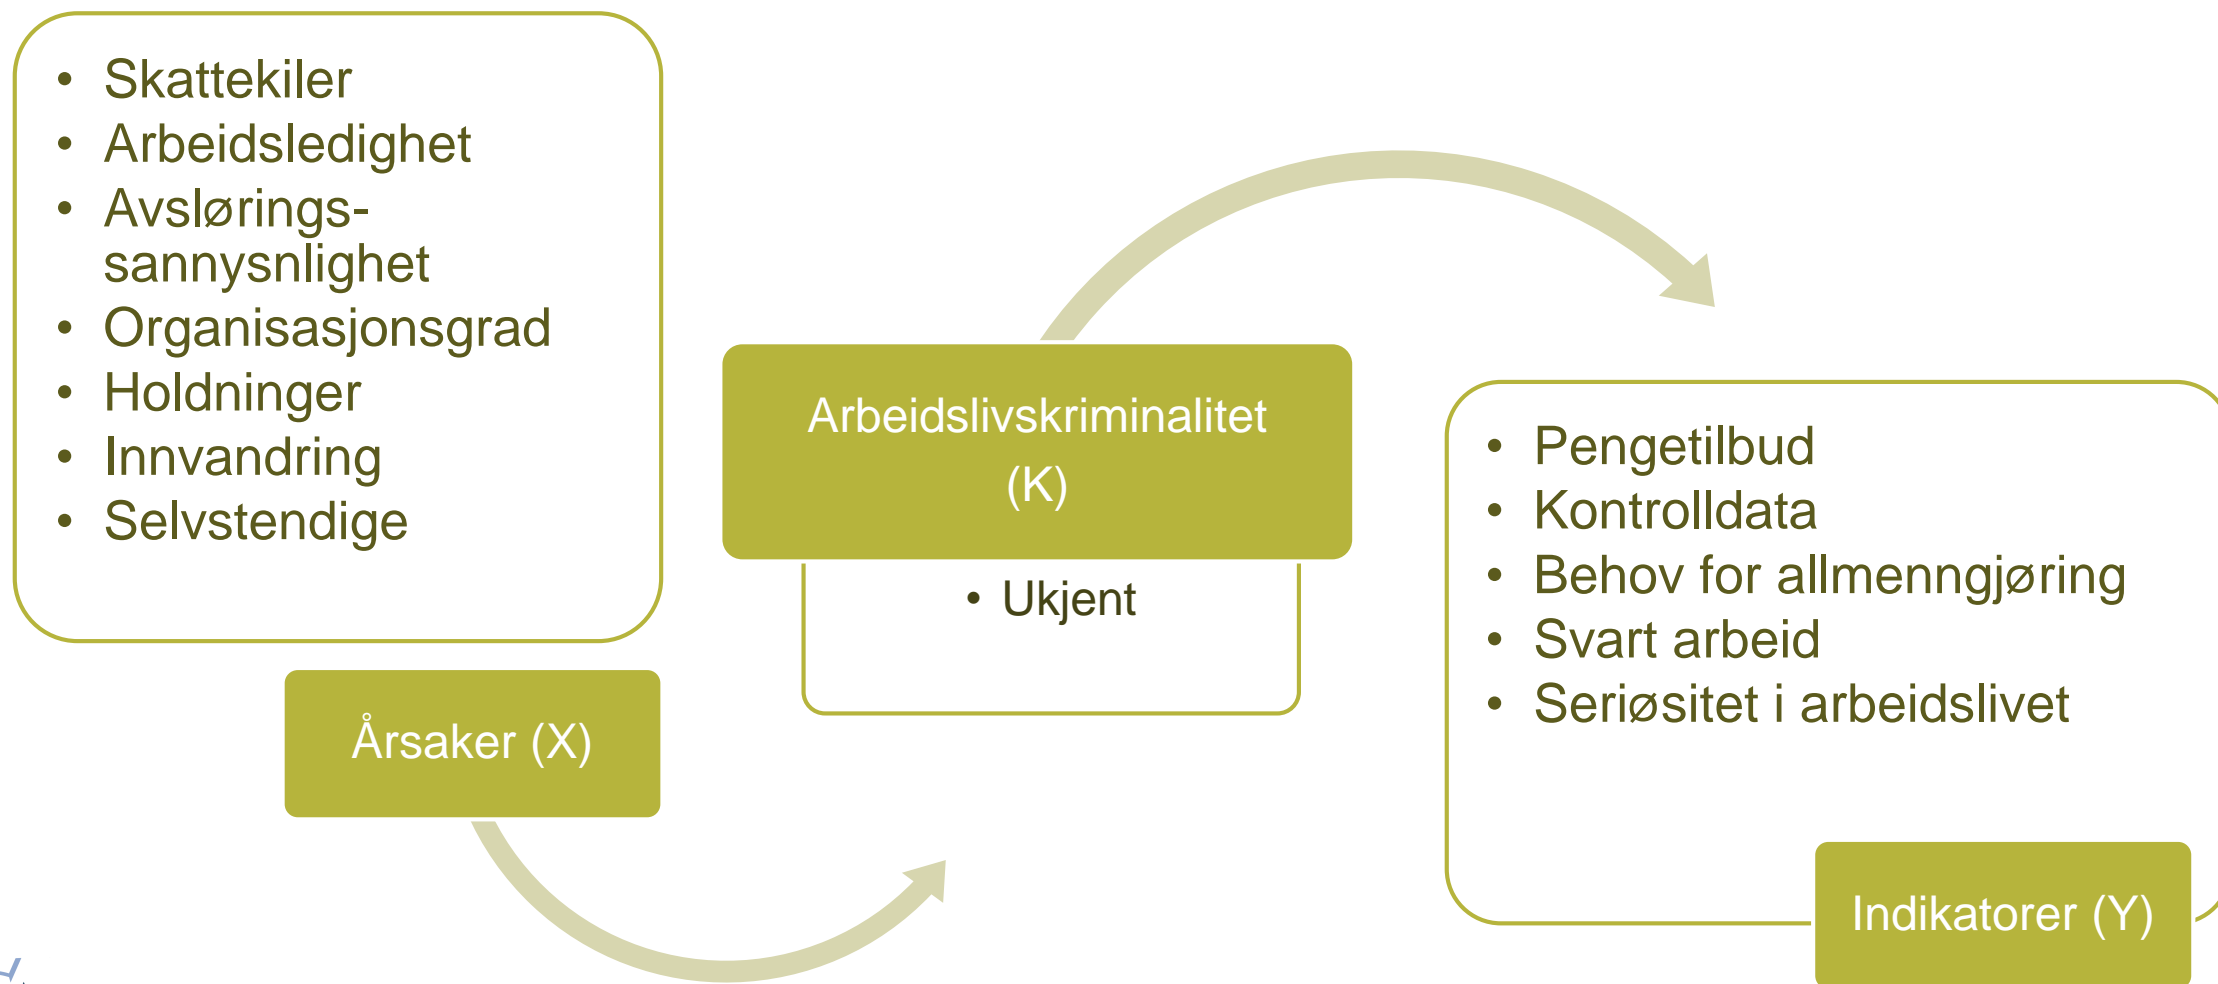 • Skattekiler
• Arbeidsledighet
• Avslørings-
sannysnlighet
• Organisasjonsgrad
• Holdninger
• Innvandring
• Selvstendige
Årsaker (X)
Arbeidslivskriminalitet
(K)
• Ukjent
• Pengetilbud
• Kontrolldata
• Behov for allmenngjøring
• Svart arbeid
• Seriøsitet i arbeidslivet
Indikatorer (Y)